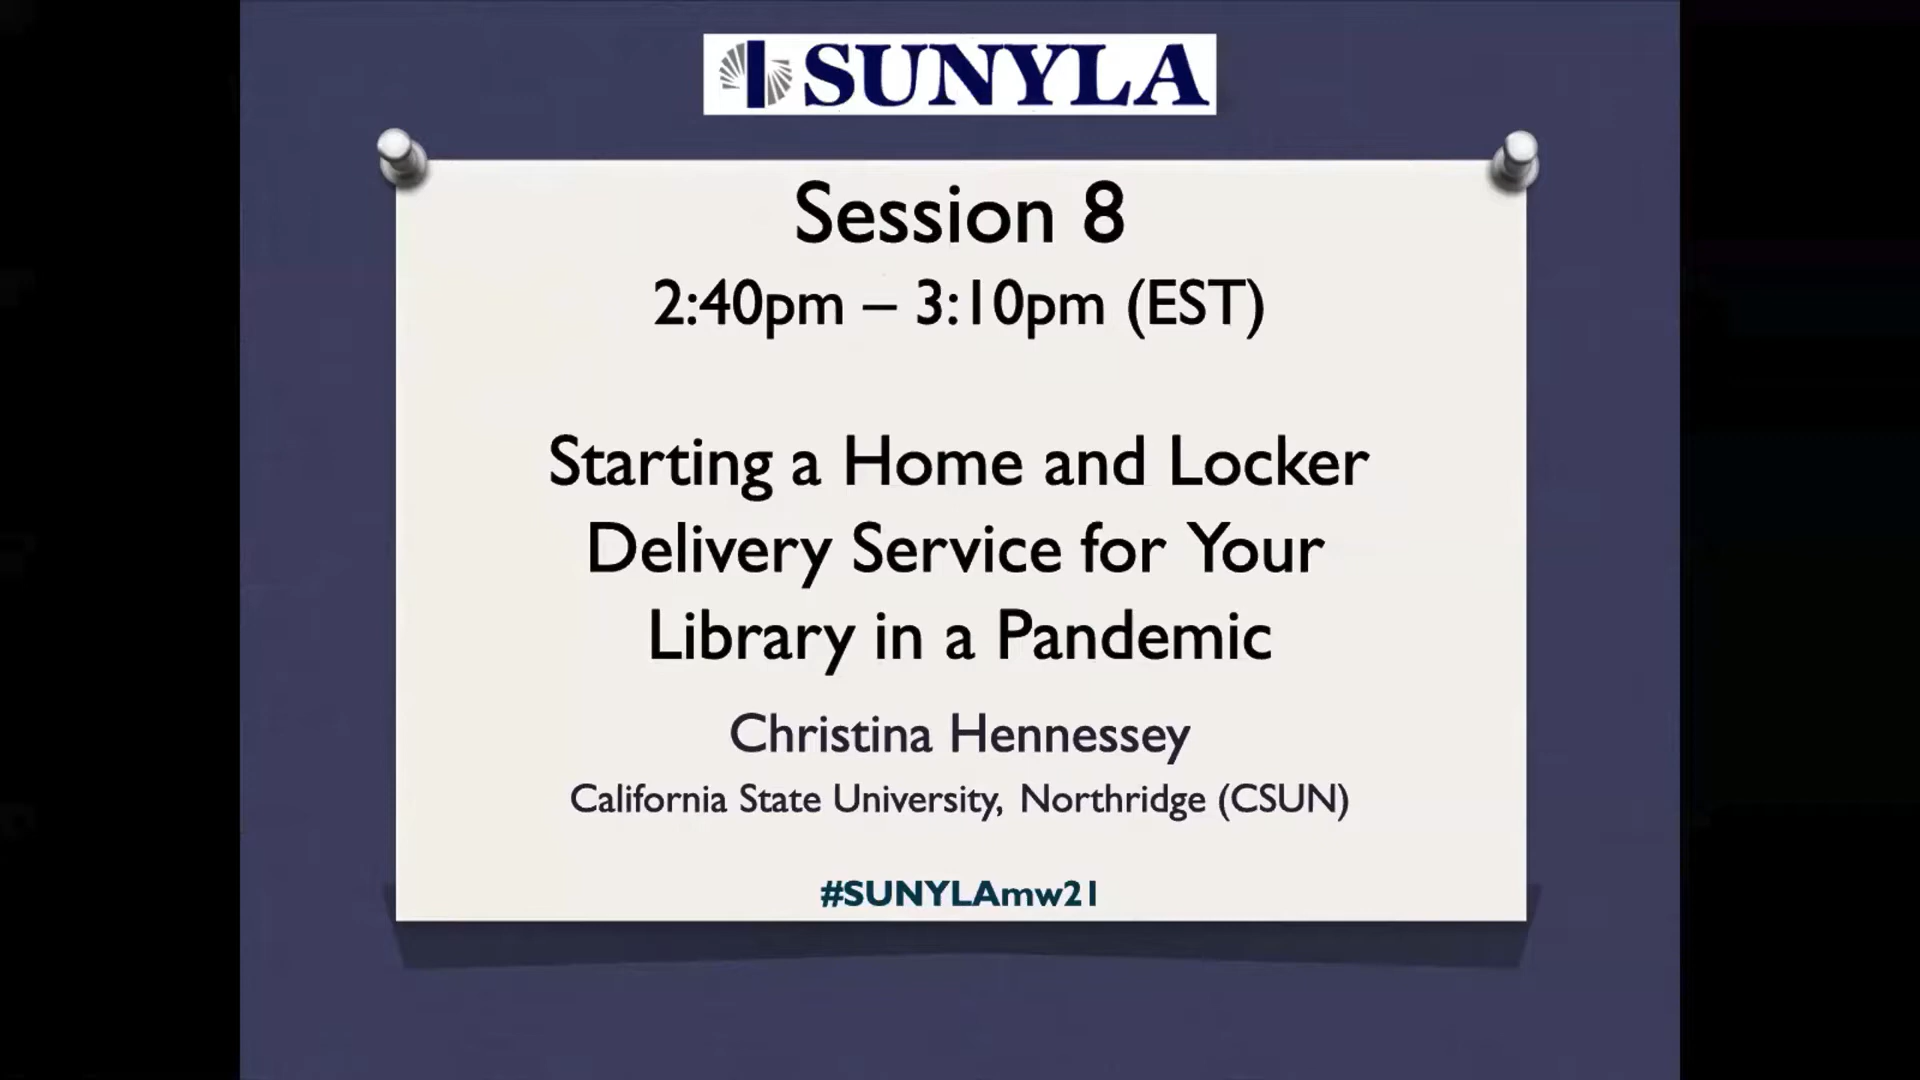 SUNYLA
Session 8
2:40pm – 3:10pm (EST)
Starting a Home and Locker
Delivery Service for Your
Library in a Pandemic
Christina Hennessey
California State University, Northridge (CSUN)
#SUNYLAmw21